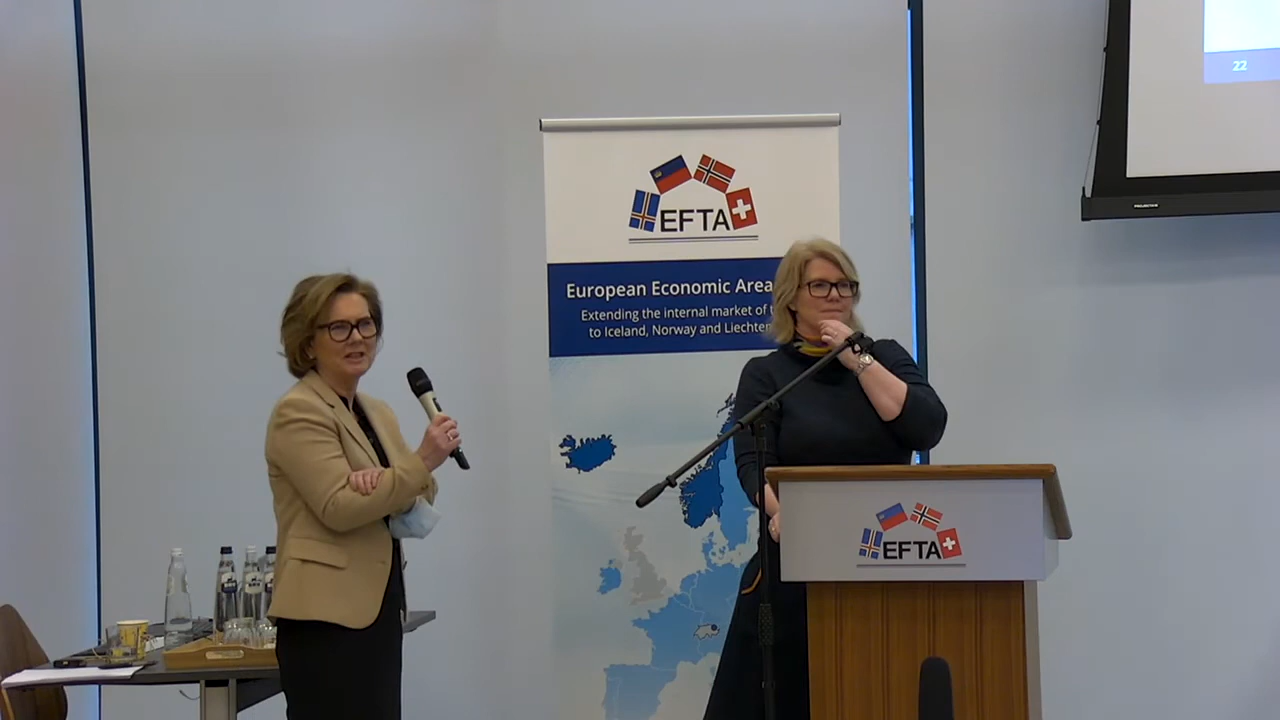 22
EFTA
European Economic Area
Extending the internal market of
to Iceland, Norway and Liechten
EFTA